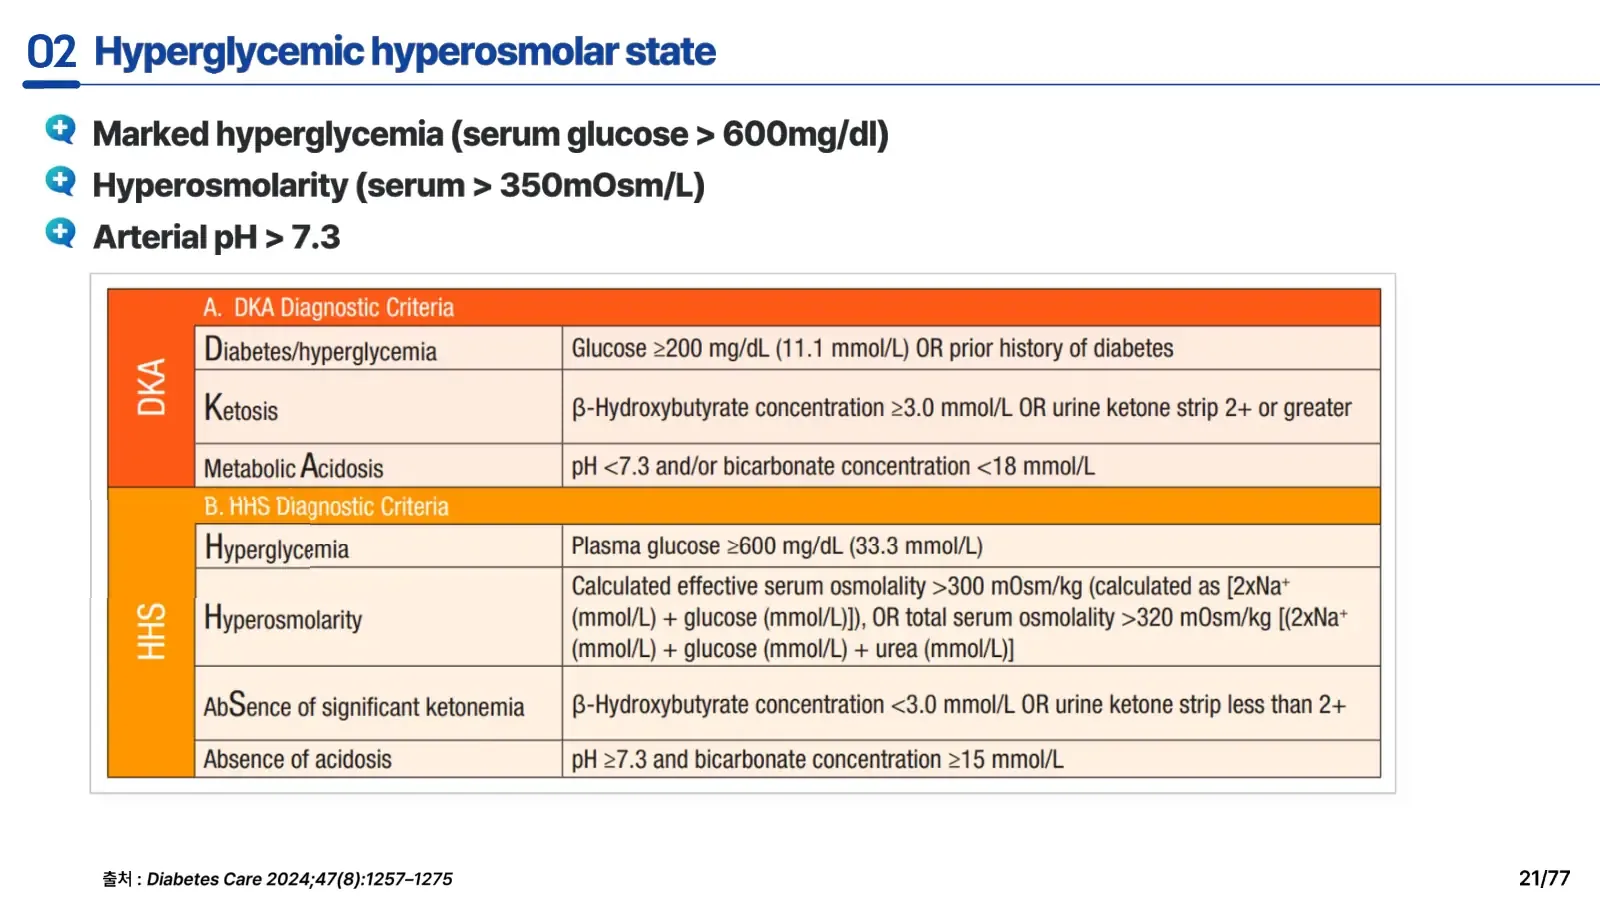 02 Hyperglycemic hyperosmolar state
Marked hyperglycemia (serum glucose > 600mg/dl)
Hyperosmolarity (serum > 350mOsm/L)
Arterial pH > 7.3
DKA
A. DKA Diagnostic Criteria
Diabetes/hyperglycemia
Glucose ≥200 mg/dL (11.1 mmol/L) OR prior history of diabetes
Ketosis
β-Hydroxybutyrate concentration ≥3.0 mmol/L OR urine ketone strip 2+ or greater
Metabolic Acidosis
pH <7.3 and/or bicarbonate concentration <18 mmol/L
HHS
B. HHS Diagnostic Criteria
Hyperglycemia
Plasma glucose ≥600 mg/dL (33.3 mmol/L)
Hyperosmolarity
Calculated effective serum osmolality >300 mOsm/kg (calculated as [2xNa⁺
(mmol/L) + glucose (mmol/L)]), OR total serum osmolality >320 mOsm/kg [(2xNa⁺
(mmol/L) + glucose (mmol/L) + urea (mmol/L)]
AbSence of significant ketonemia
β-Hydroxybutyrate concentration <3.0 mmol/L OR urine ketone strip less than 2+
Absence of acidosis
pH ≥7.3 and bicarbonate concentration ≥15 mmol/L
출처 : Diabetes Care 2024;47(8):1257–1275
21/77